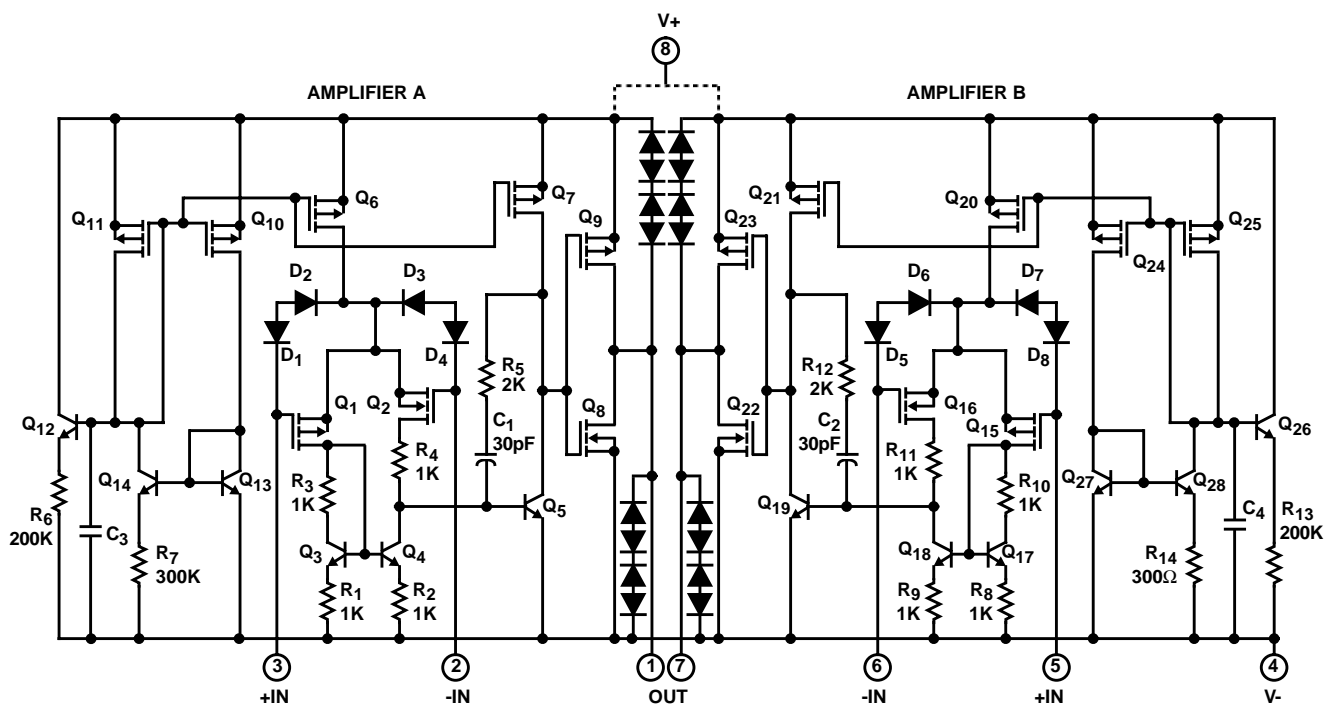 V+
8
AMPLIFIER A
AMPLIFIER B
Q6
Q7
Q21
Q20
Q11
Q10
Q9
Q23
Q24
Q25
D2
D3
D6
D7
D1
D4
D5
D8
R5
2K
R12
2K
Q1
Q2
Q8
Q22
Q16
Q15
Q12
C1
30pF
C2
30pF
Q26
R4
1K
R11
1K
Q14
Q13
R3
1K
R10
1K
Q27
Q28
R6
200K
C3
Q5
Q19
C4
R13
200K
R7
300K
Q3
Q4
Q18
Q17
R14
300Ω
R1
1K
R2
1K
R9
1K
R8
1K
3
2
1
7
6
5
4
+IN
-IN
OUT
-IN
+IN
V-